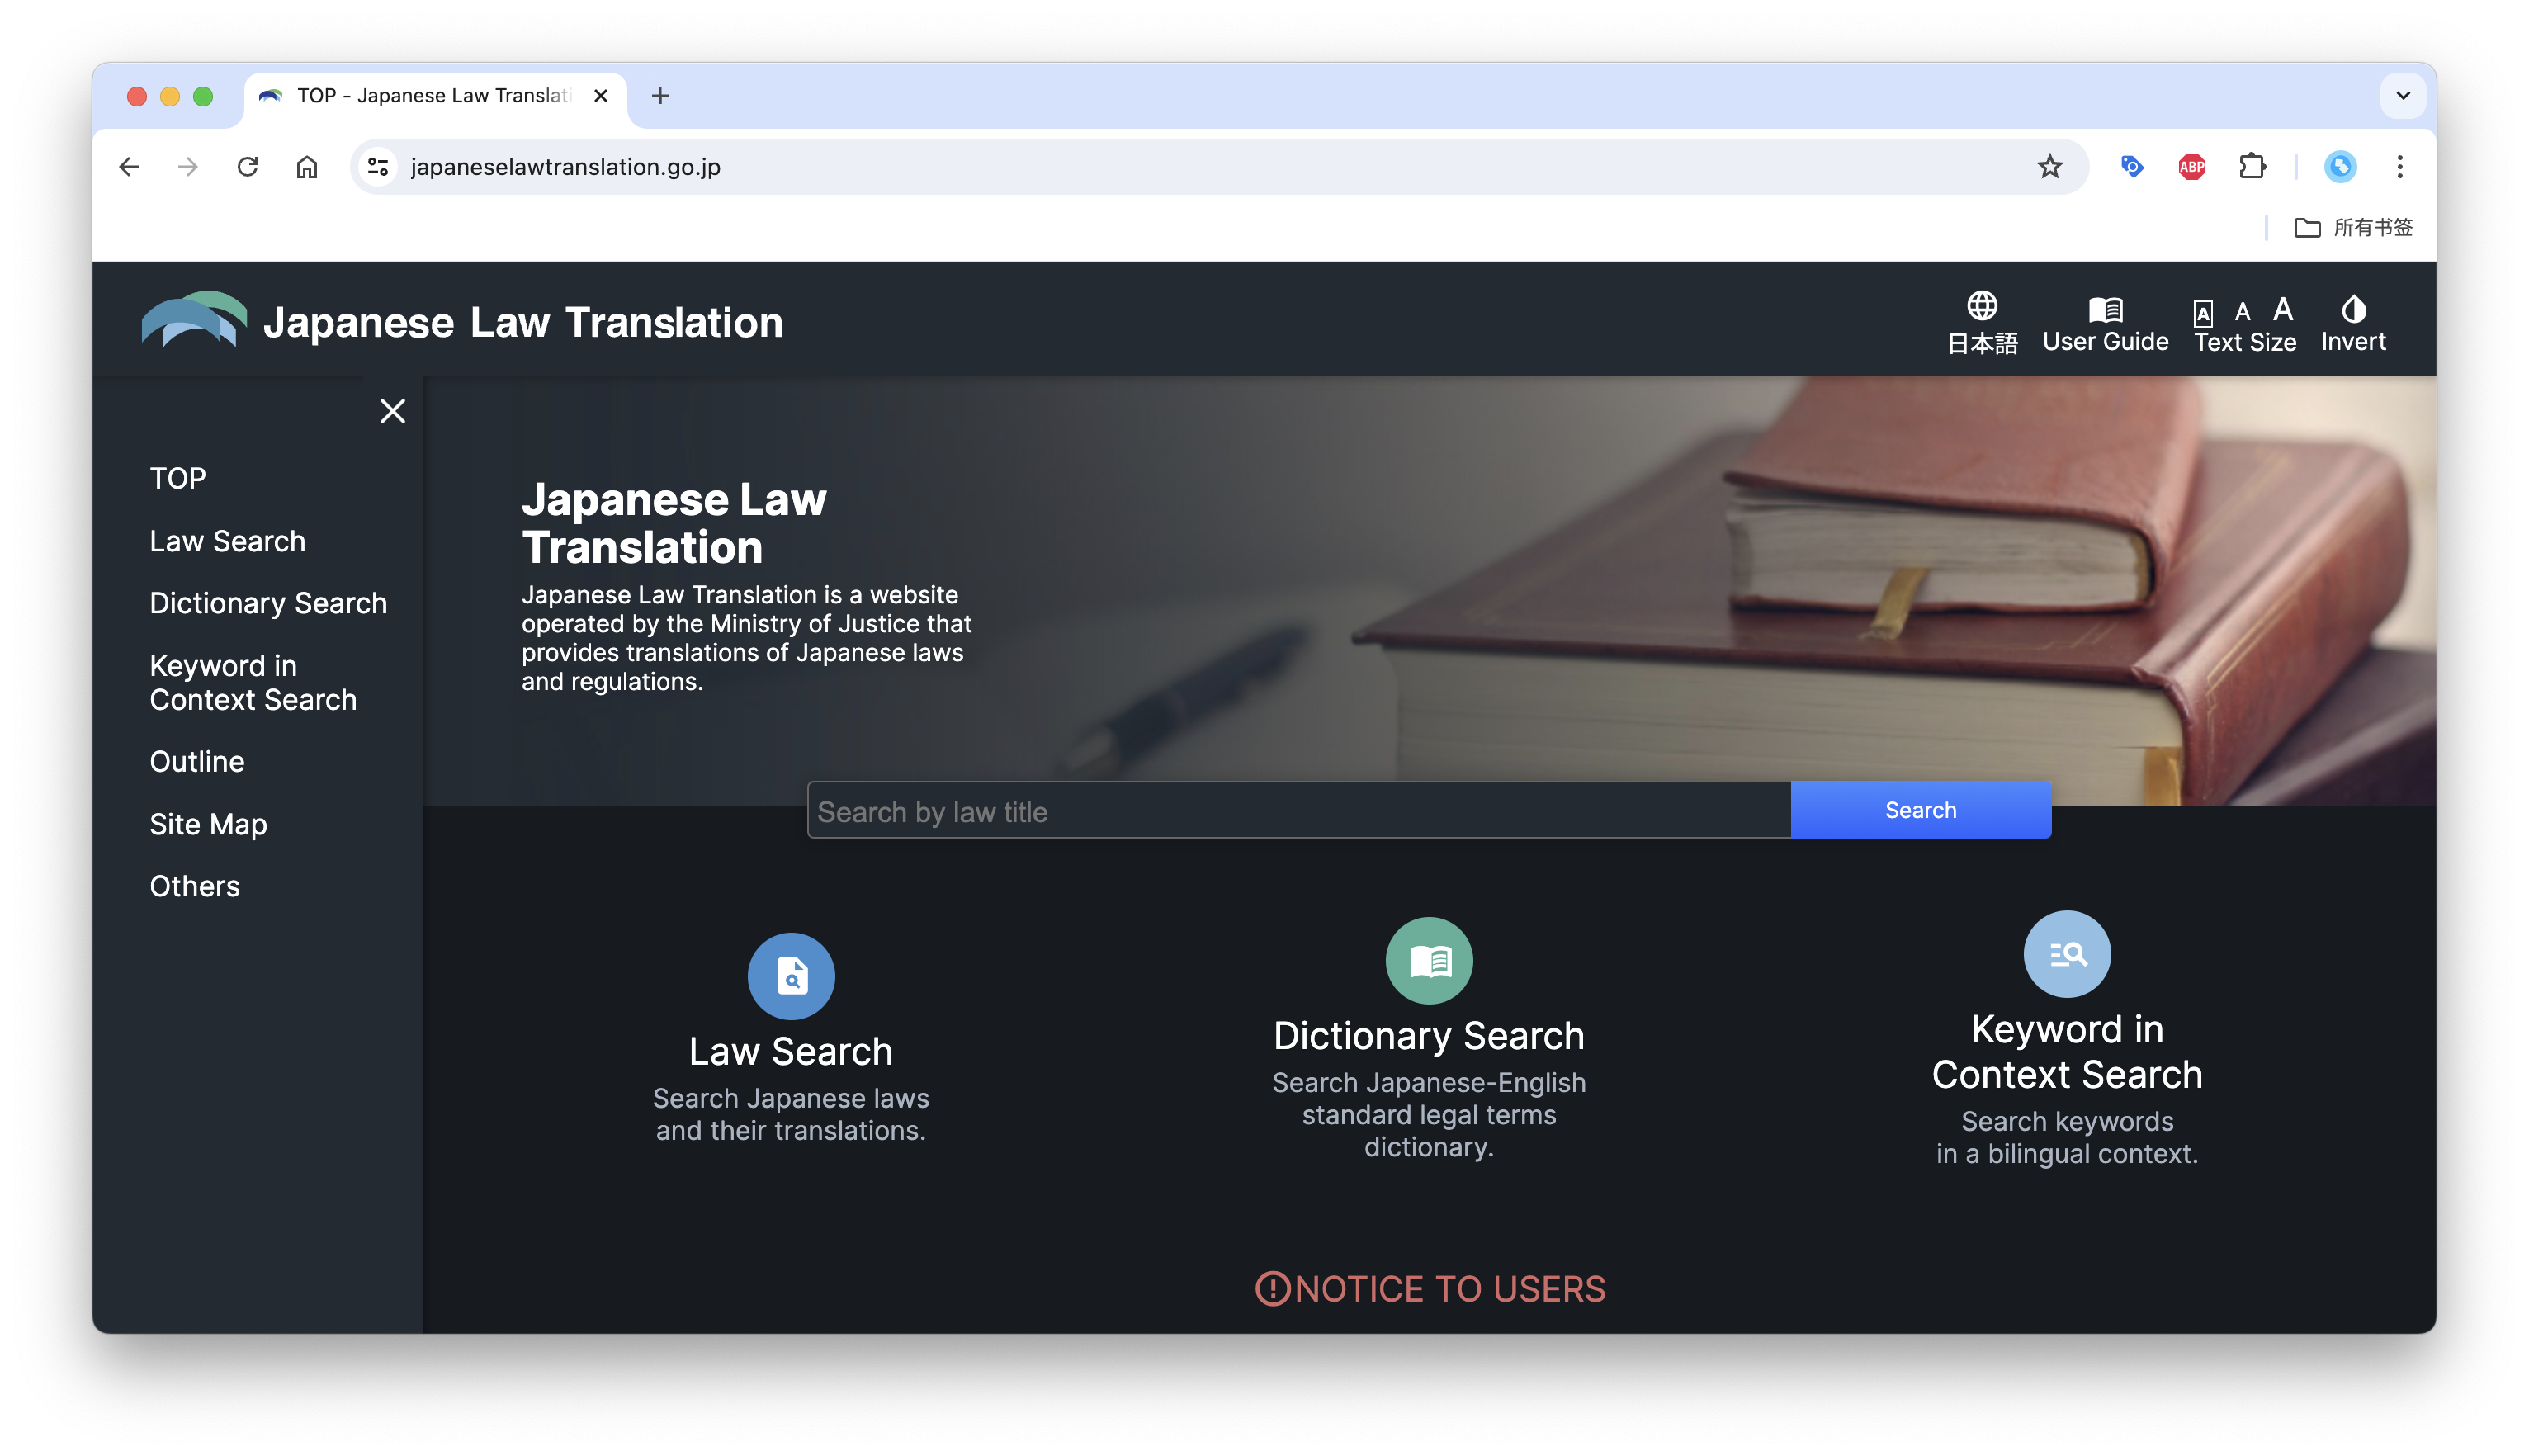 TOP - Japanese Law Translati
japaneselawtranslation.go.jp
ABP
所有书签
Japanese Law Translation
日本語
User Guide
A A A
Text Size
Invert
TOP
Law Search
Dictionary Search
Keyword in
Context Search
Outline
Site Map
Others
Japanese Law
Translation
Japanese Law Translation is a website
operated by the Ministry of Justice that
provides translations of Japanese laws
and regulations.
Search by law title
Search
Law Search
Search Japanese laws
and their translations.
Dictionary Search
Search Japanese-English
standard legal terms
dictionary.
Keyword in
Context Search
Search keywords
in a bilingual context.
NOTICE TO USERS